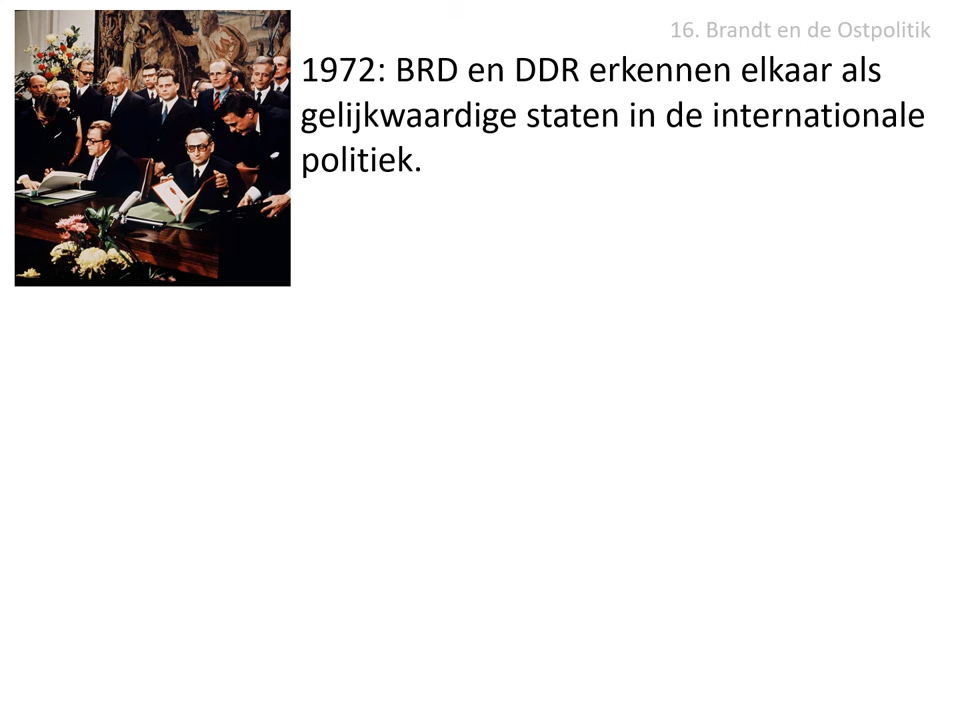 16. Brandt en de Ostpolitik
1972: BRD en DDR erkennen elkaar als
gelijkwaardige staten in de internationale
politiek.